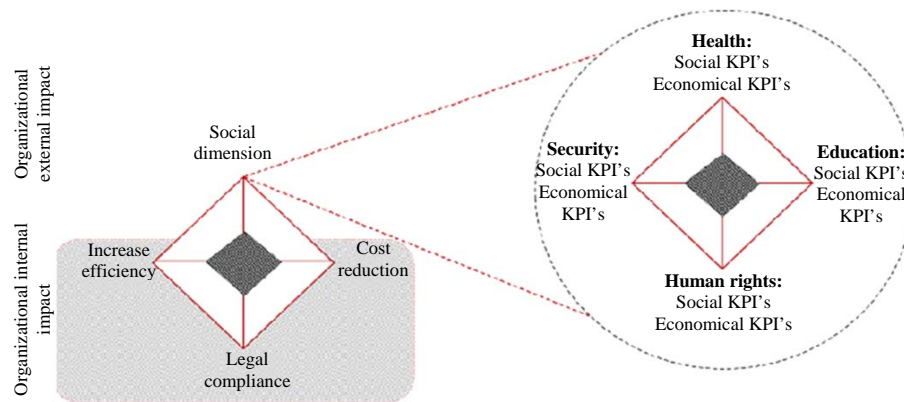 Organizational
external impact
Social
dimension
Organizational internal
impact
Increase
efficiency
Cost
reduction
Legal
compliance
Health:
Social KPI's
Economical KPI's
Security:
Social KPI's
Economical
KPI's
Education:
Social KPI's
Economical
KPI's
Human rights:
Social KPI's
Economical KPI's